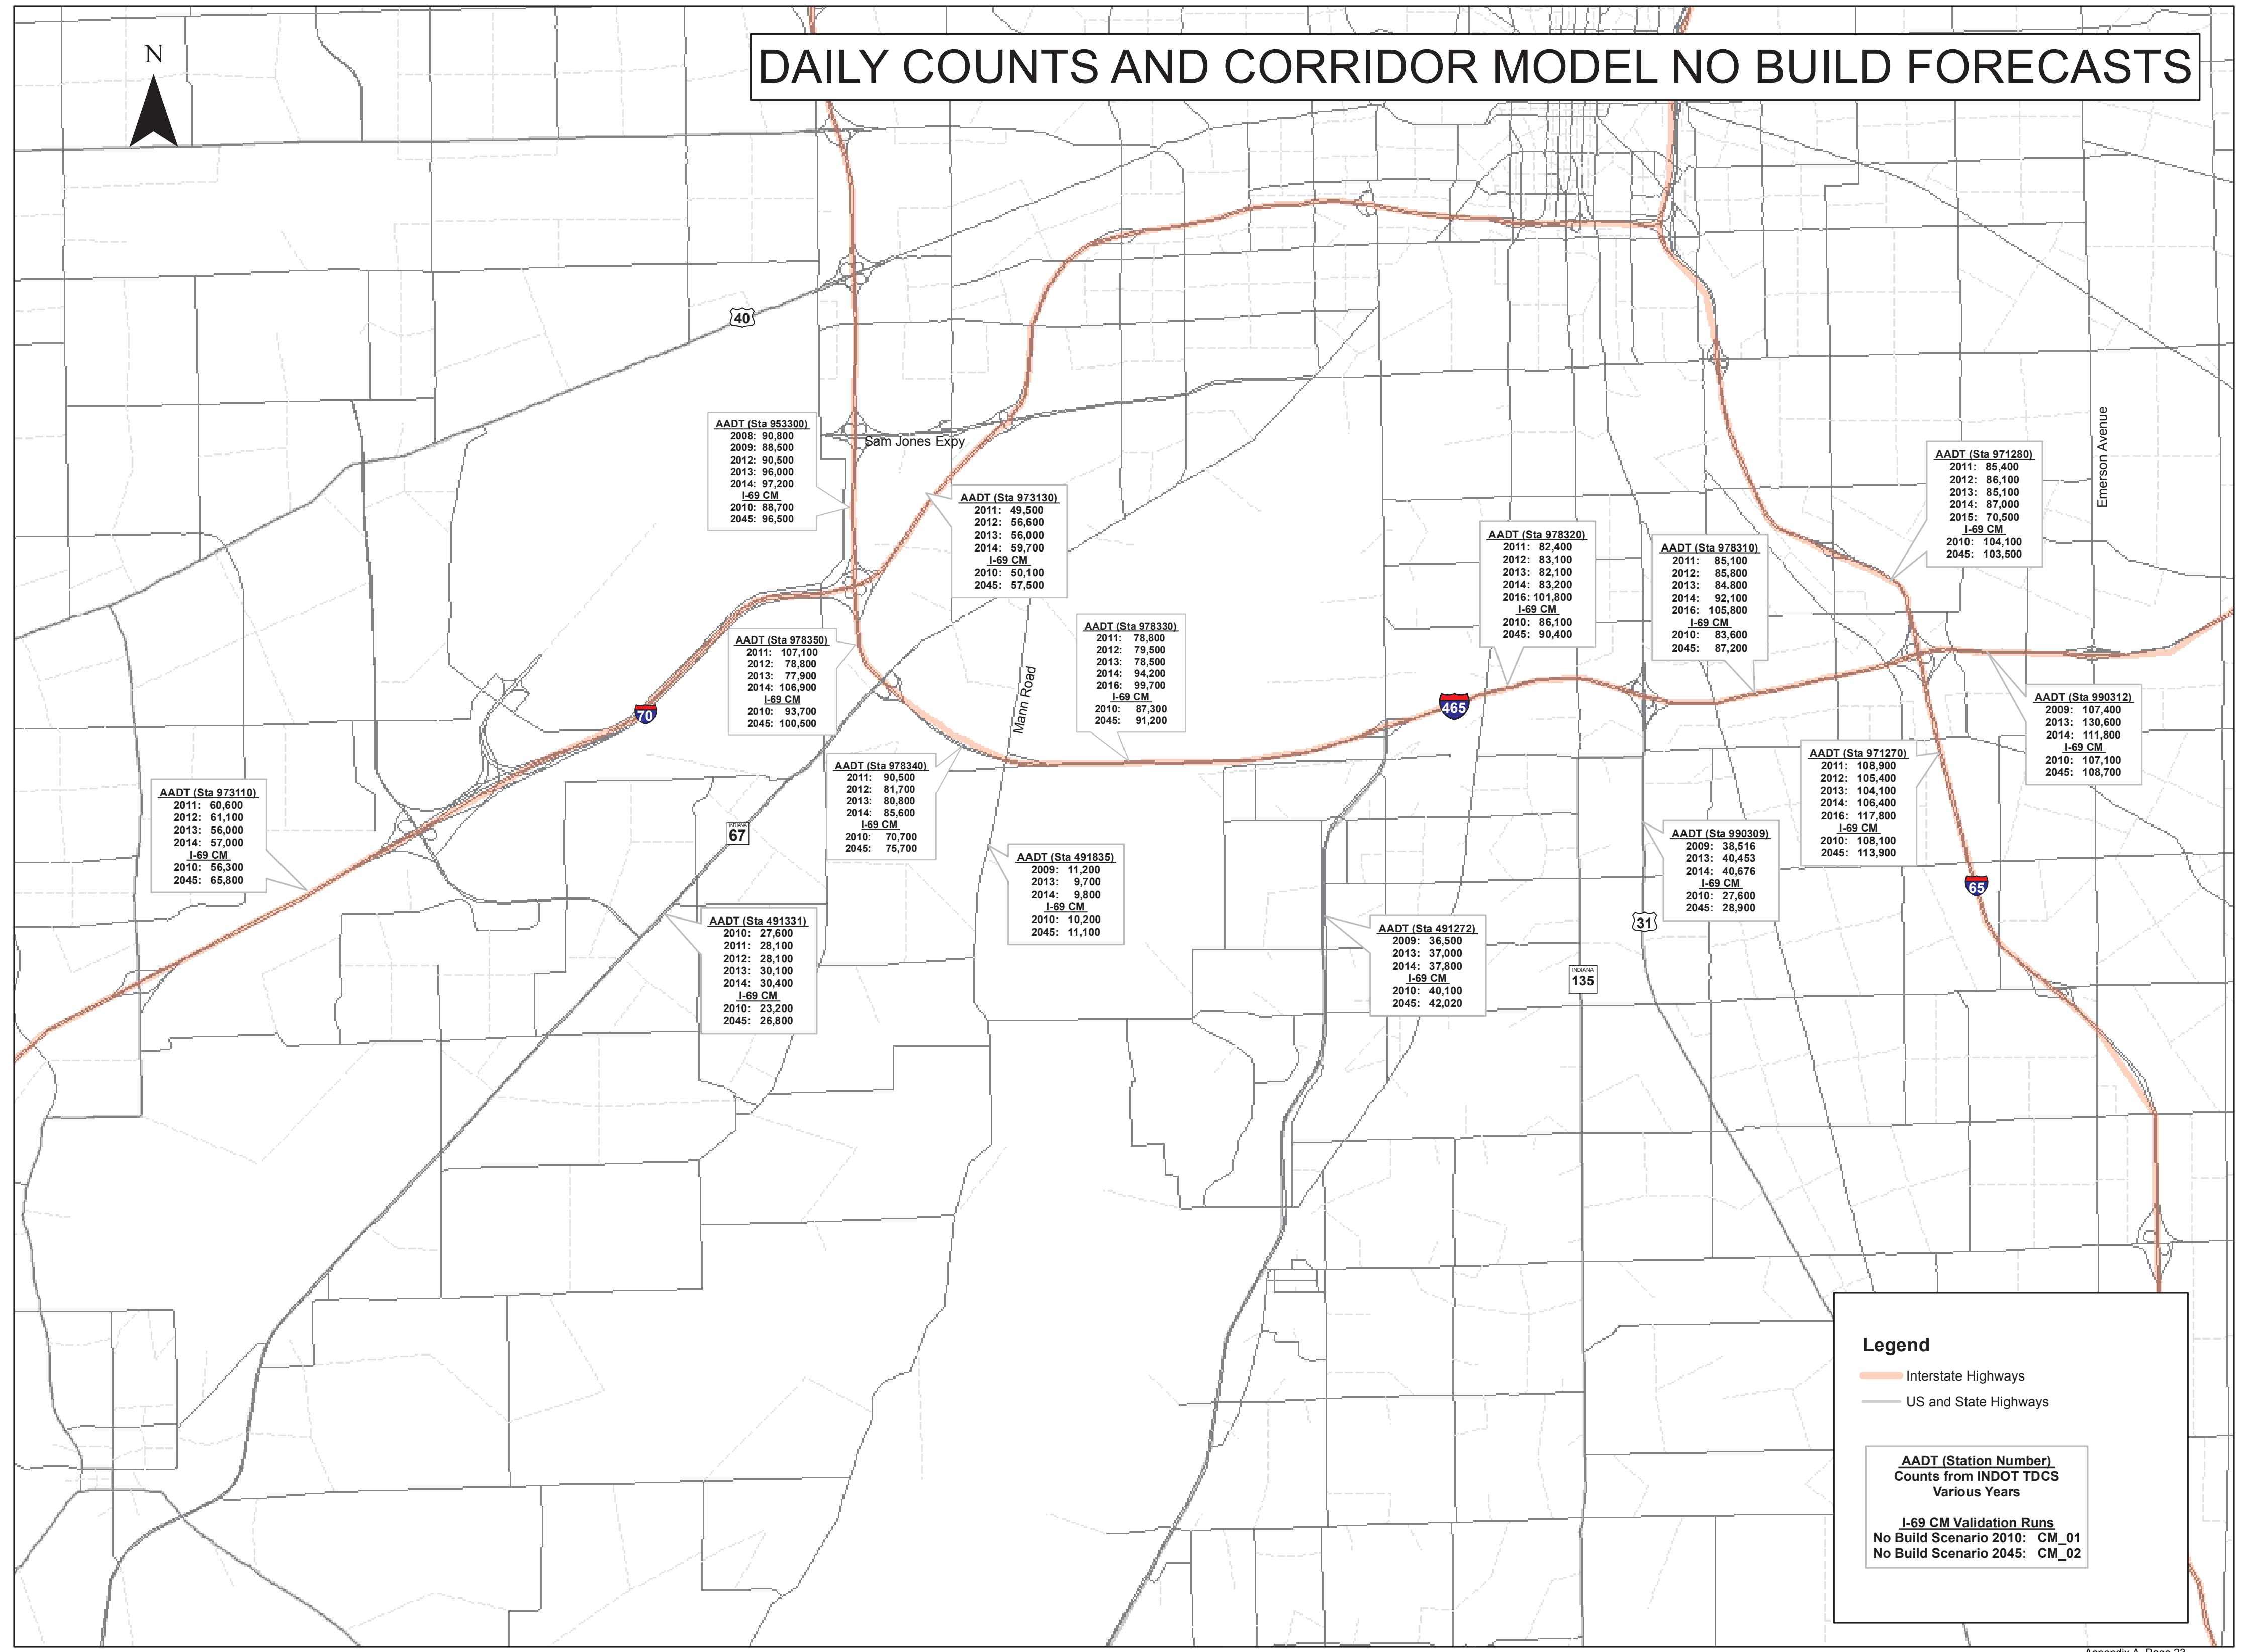 DAILY COUNTS AND CORRIDOR MODEL NO BUILD FORECASTS
N
40
Sam Jones Expy
Emerson Avenue
AADT (Sta 953300)
2008: 90,800
2009: 88,500
2012: 90,500
2013: 96,000
2014: 97,200
I-69 CM
2010: 88,700
2045: 96,500
AADT (Sta 973130)
2011: 49,500
2012: 56,600
2013: 56,000
2014: 59,700
I-69 CM
2010: 50,100
2045: 57,500
AADT (Sta 971280)
2011: 85,400
2012: 86,100
2013: 85,100
2014: 87,000
2015: 70,500
I-69 CM
2010: 104,100
2045: 103,500
AADT (Sta 978320)
2011: 82,400
2012: 83,100
2013: 82,100
2014: 83,200
2016: 101,800
I-69 CM
2010: 86,100
2045: 90,400
AADT (Sta 978310)
2011: 85,100
2012: 85,800
2013: 84,800
2014: 92,100
2016: 105,800
I-69 CM
2010: 83,600
2045: 87,200
AADT (Sta 978350)
2011: 107,100
2012: 78,800
2013: 77,900
2014: 106,900
I-69 CM
2010: 93,700
2045: 100,500
Mann Road
AADT (Sta 978330)
2011: 78,800
2012: 79,500
2013: 78,500
2014: 94,200
2016: 99,700
I-69 CM
2010: 87,300
2045: 91,200
70
465
AADT (Sta 990312)
2009: 107,400
2013: 130,600
2014: 111,800
I-69 CM
2010: 107,100
2045: 108,700
AADT (Sta 978340)
2011: 90,500
2012: 81,700
2013: 80,800
2014: 85,600
I-69 CM
2010: 70,700
2045: 75,700
AADT (Sta 971270)
2011: 108,900
2012: 105,400
2013: 104,100
2014: 106,400
2016: 117,800
I-69 CM
2010: 108,100
2045: 113,900
AADT (Sta 973110)
2011: 60,600
2012: 61,100
2013: 56,000
2014: 57,000
I-69 CM
2010: 56,300
2045: 65,800
INDIANA
67
AADT (Sta 491835)
2009: 11,200
2013: 9,700
2014: 9,800
I-69 CM
2010: 10,200
2045: 11,100
AADT (Sta 990309)
2009: 38,516
2013: 40,453
2014: 40,676
I-69 CM
2010: 27,600
2045: 28,900
65
31
AADT (Sta 491331)
2010: 27,600
2011: 28,100
2012: 28,100
2013: 30,100
2014: 30,400
I-69 CM
2010: 23,200
2045: 26,800
AADT (Sta 491272)
2009: 36,500
2013: 37,000
2014: 37,800
I-69 CM
2010: 40,100
2045: 42,020
INDIANA
135
Legend
Interstate Highways
US and State Highways
AADT (Station Number)
Counts from INDOT TDCS
Various Years
I-69 CM Validation Runs
No Build Scenario 2010: CM_01
No Build Scenario 2045: CM_02
Appendix A, Page 23